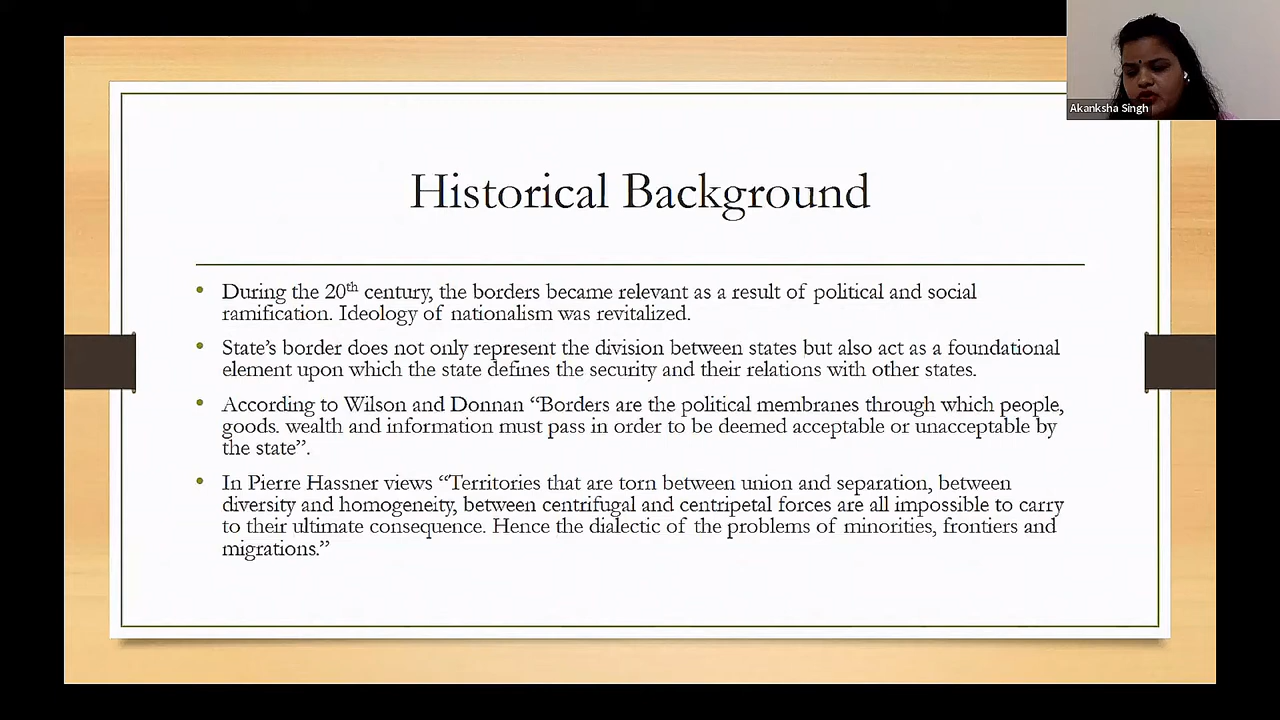 Akanksha Singh
Historical Background
• During the 20th century, the borders became relevant as a result of political and social
ramification. Ideology of nationalism was revitalized.
• State’s border does not only represent the division between states but also act as a foundational
element upon which the state defines the security and their relations with other states.
• According to Wilson and Donnan “Borders are the political membranes through which people,
goods. wealth and information must pass in order to be deemed acceptable or unacceptable by
the state”.
• In Pierre Hassner views “Territories that are torn between union and separation, between
diversity and homogeneity, between centrifugal and centripetal forces are all impossible to carry
to their ultimate consequence. Hence the dialectic of the problems of minorities, frontiers and
migrations.”